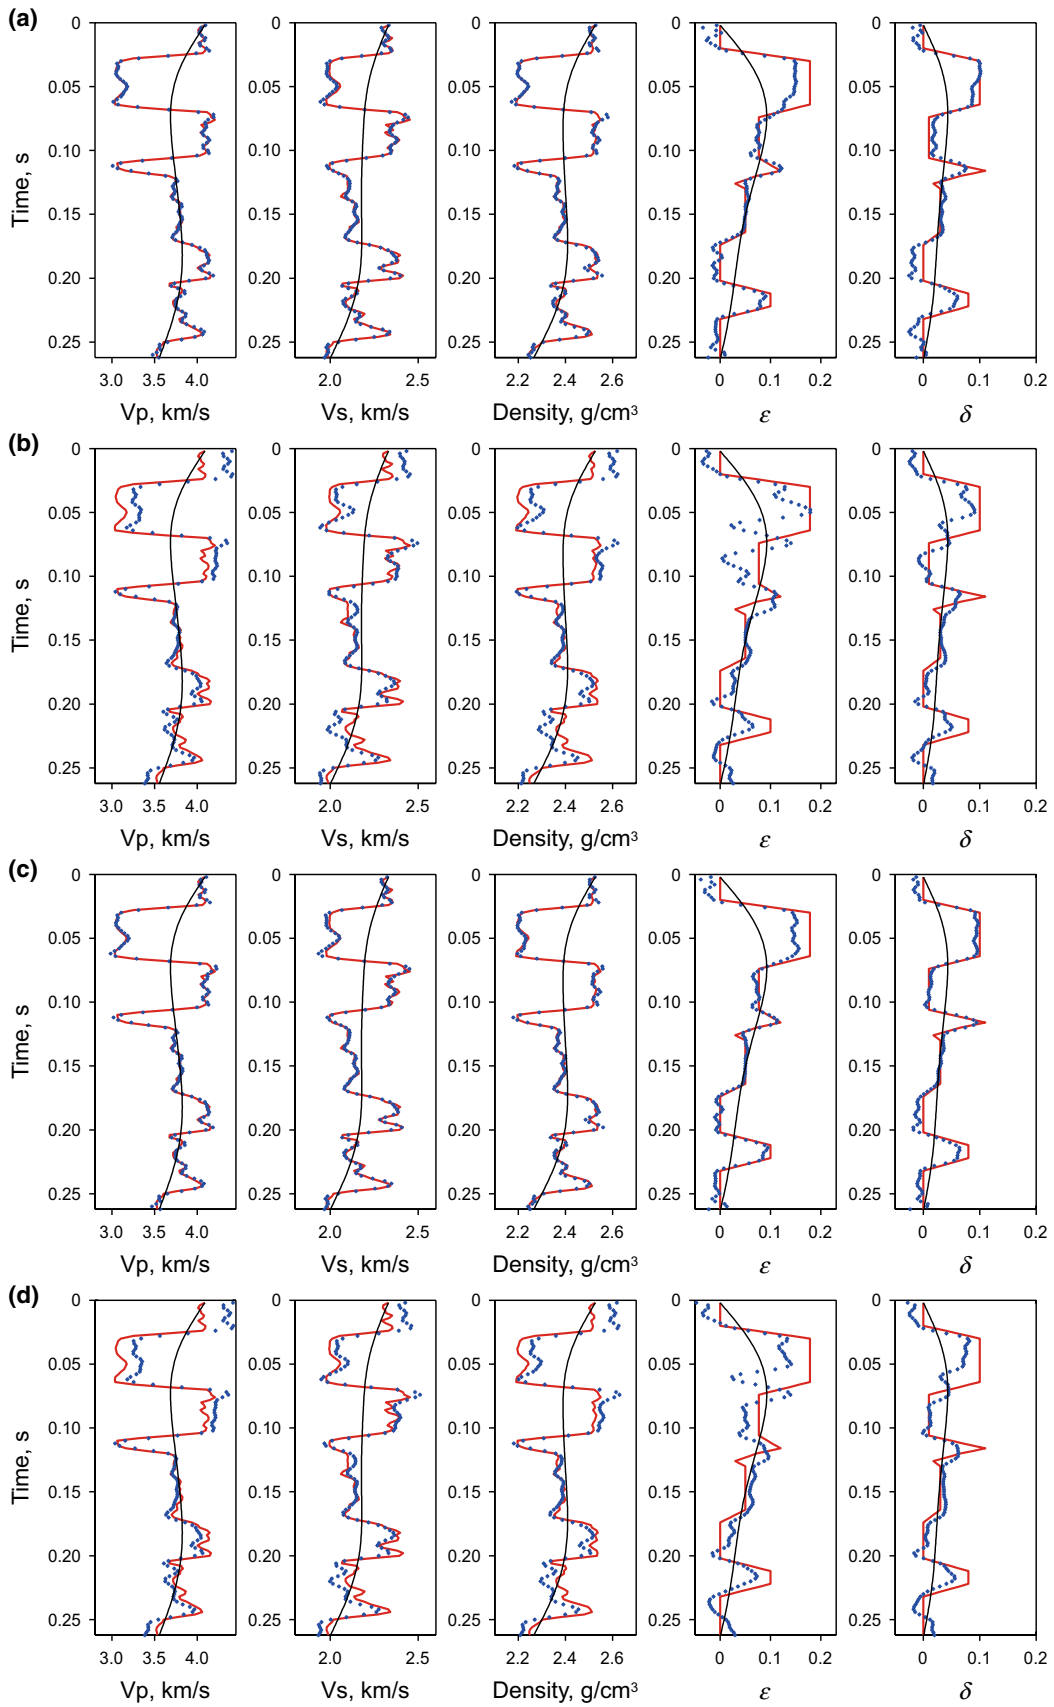 (a)
0
0.05
0.10
0.15
0.20
0.25
Time, s
3.0 3.5 4.0
2.0 2.5
2.2 2.4 2.6
0 0.1 0.2
0 0.1 0.2
Vp, km/s
Vs, km/s
Density, g/cm³
ε
δ
(b)
0
0.05
0.10
0.15
0.20
0.25
Time, s
3.0 3.5 4.0
2.0 2.5
2.2 2.4 2.6
0 0.1 0.2
0 0.1 0.2
Vp, km/s
Vs, km/s
Density, g/cm³
ε
δ
(c)
0
0.05
0.10
0.15
0.20
0.25
Time, s
3.0 3.5 4.0
2.0 2.5
2.2 2.4 2.6
0 0.1 0.2
0 0.1 0.2
Vp, km/s
Vs, km/s
Density, g/cm³
ε
δ
(d)
0
0.05
0.10
0.15
0.20
0.25
Time, s
3.0 3.5 4.0
2.0 2.5
2.2 2.4 2.6
0 0.1 0.2
0 0.1 0.2
Vp, km/s
Vs, km/s
Density, g/cm³
ε
δ